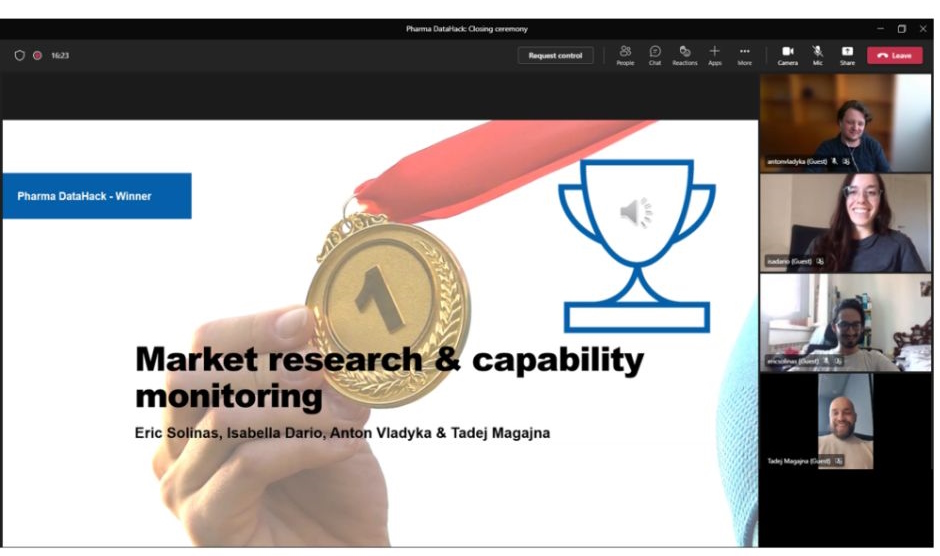 Pharma DataHack: Closing ceremony
16:23
Request control
People
Chat
Reactions
Apps
More
Camera
Mic
Share
Leave
antonvladyka (Guest)
Pharma DataHack - Winner
isadario (Guest)
1
ericsolinas (Guest)
Market research & capability
monitoring
Eric Solinas, Isabella Dario, Anton Vladyka & Tadej Magajna
Tadej Magajna (Guest)